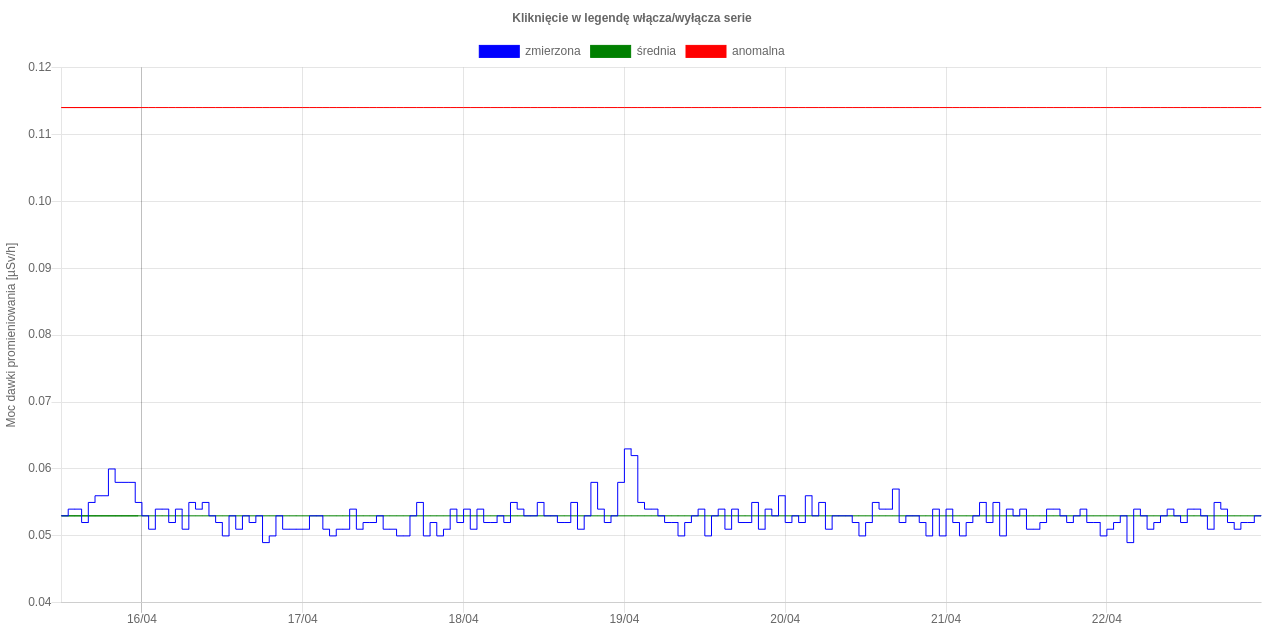 Kliknięcie w legendę włącza/wyłącza serie
zmierzona średnia anomalna
Moc dawki promieniowania [µSv/h]
0.12
0.11
0.10
0.09
0.08
0.07
0.06
0.05
0.04
16/04 17/04 18/04 19/04 20/04 21/04 22/04